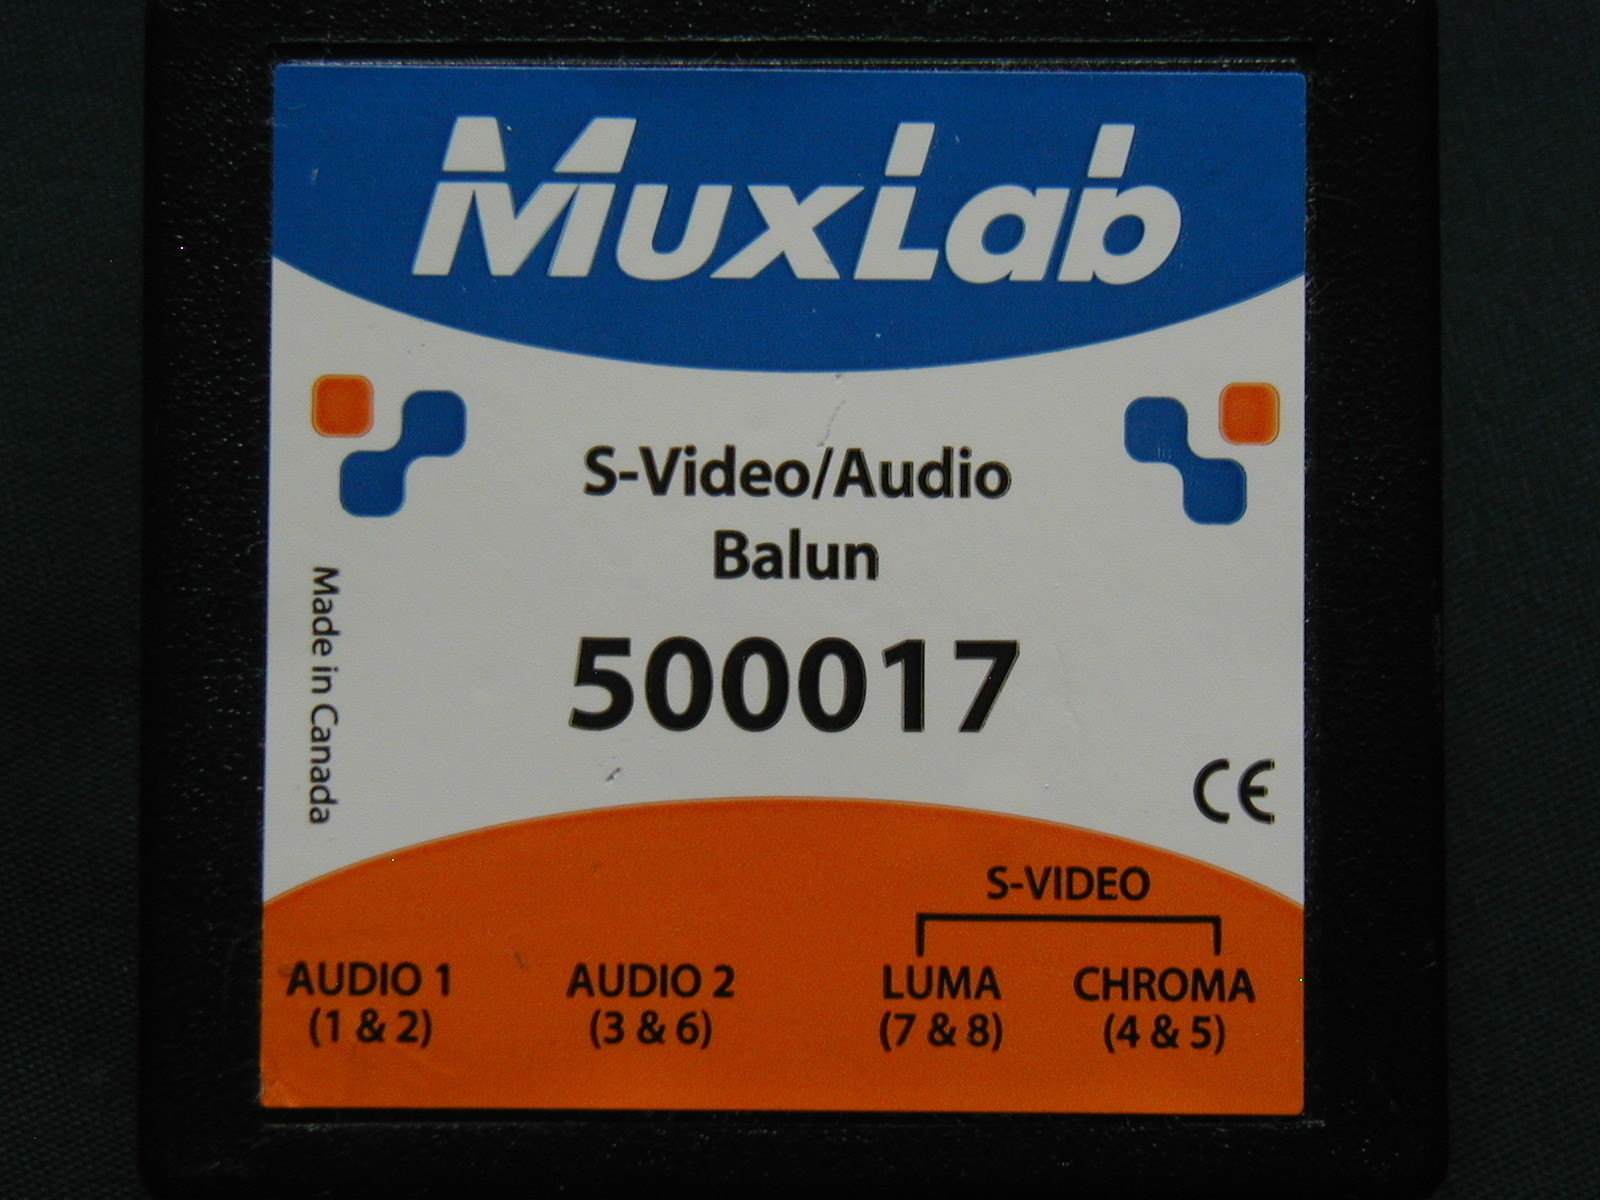 MuxLab
S-Video/Audio
Balun
500017
Made in Canada
CE
S-VIDEO
AUDIO 1 AUDIO 2 LUMA CHROMA
(1 & 2) (3 & 6) (7 & 8) (4 & 5)